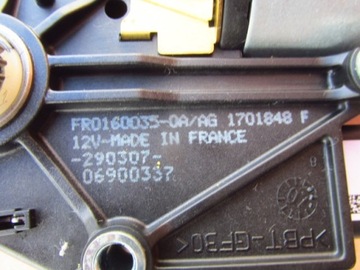 FR0160035-0A/AG 1701848 F
12V-MADE IN FRANCE
-290307-
06900337
>PBT-GF30<